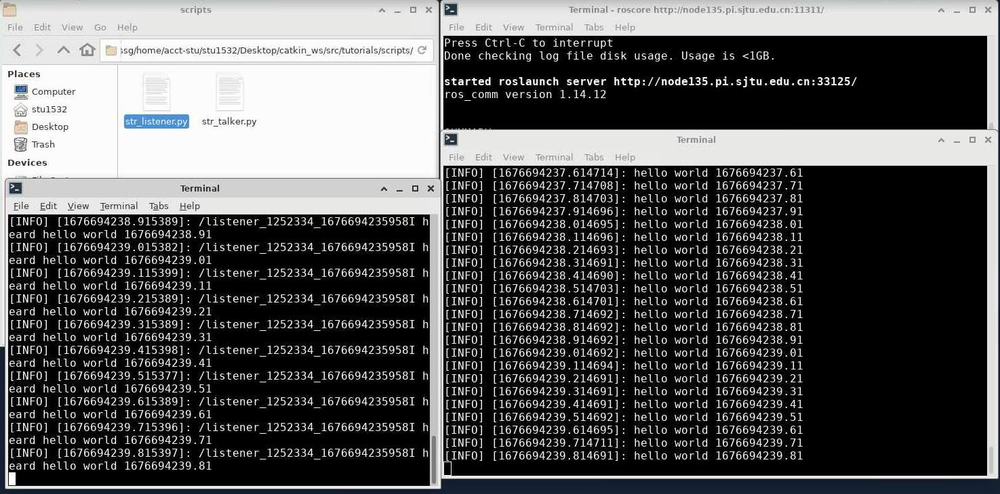 scripts
File Edit View Go Help
ssg/home/acct-stu/stu1532/Desktop/catkin_ws/src/tutorials/scripts/
Places
Computer
stu1532
Desktop
Trash
Devices
str_listener.py
str_talker.py
Terminal - roscore http://node135.pi.sjtu.edu.cn:11311/
File Edit View Terminal Tabs Help
Press Ctrl-C to interrupt
Done checking log file disk usage. Usage is <1GB.
started roslaunch server http://node135.pi.sjtu.edu.cn:33125/
ros_comm version 1.14.12
Terminal
File Edit View Terminal Tabs Help
[INFO] [1676694238.915389]: /listener_1252334_1676694235958I h
eard hello world 1676694238.91
[INFO] [1676694239.015382]: /listener_1252334_1676694235958I h
eard hello world 1676694239.01
[INFO] [1676694239.115399]: /listener_1252334_1676694235958I h
eard hello world 1676694239.11
[INFO] [1676694239.215389]: /listener_1252334_1676694235958I h
eard hello world 1676694239.21
[INFO] [1676694239.315389]: /listener_1252334_1676694235958I h
eard hello world 1676694239.31
[INFO] [1676694239.415398]: /listener_1252334_1676694235958I h
eard hello world 1676694239.41
[INFO] [1676694239.515377]: /listener_1252334_1676694235958I h
eard hello world 1676694239.51
[INFO] [1676694239.615389]: /listener_1252334_1676694235958I h
eard hello world 1676694239.61
[INFO] [1676694239.715396]: /listener_1252334_1676694235958I h
eard hello world 1676694239.71
[INFO] [1676694239.815397]: /listener_1252334_1676694235958I h
eard hello world 1676694239.81
Terminal
File Edit View Terminal Tabs Help
[INFO] [1676694237.614714]: hello world 1676694237.61
[INFO] [1676694237.714708]: hello world 1676694237.71
[INFO] [1676694237.814703]: hello world 1676694237.81
[INFO] [1676694237.914696]: hello world 1676694237.91
[INFO] [1676694238.014695]: hello world 1676694238.01
[INFO] [1676694238.114696]: hello world 1676694238.11
[INFO] [1676694238.214693]: hello world 1676694238.21
[INFO] [1676694238.314691]: hello world 1676694238.31
[INFO] [1676694238.414690]: hello world 1676694238.41
[INFO] [1676694238.514703]: hello world 1676694238.51
[INFO] [1676694238.614701]: hello world 1676694238.61
[INFO] [1676694238.714692]: hello world 1676694238.71
[INFO] [1676694238.814692]: hello world 1676694238.81
[INFO] [1676694238.914692]: hello world 1676694238.91
[INFO] [1676694239.014692]: hello world 1676694239.01
[INFO] [1676694239.114694]: hello world 1676694239.11
[INFO] [1676694239.214691]: hello world 1676694239.21
[INFO] [1676694239.314691]: hello world 1676694239.31
[INFO] [1676694239.414691]: hello world 1676694239.41
[INFO] [1676694239.514692]: hello world 1676694239.51
[INFO] [1676694239.614695]: hello world 1676694239.61
[INFO] [1676694239.714711]: hello world 1676694239.71
[INFO] [1676694239.814691]: hello world 1676694239.81